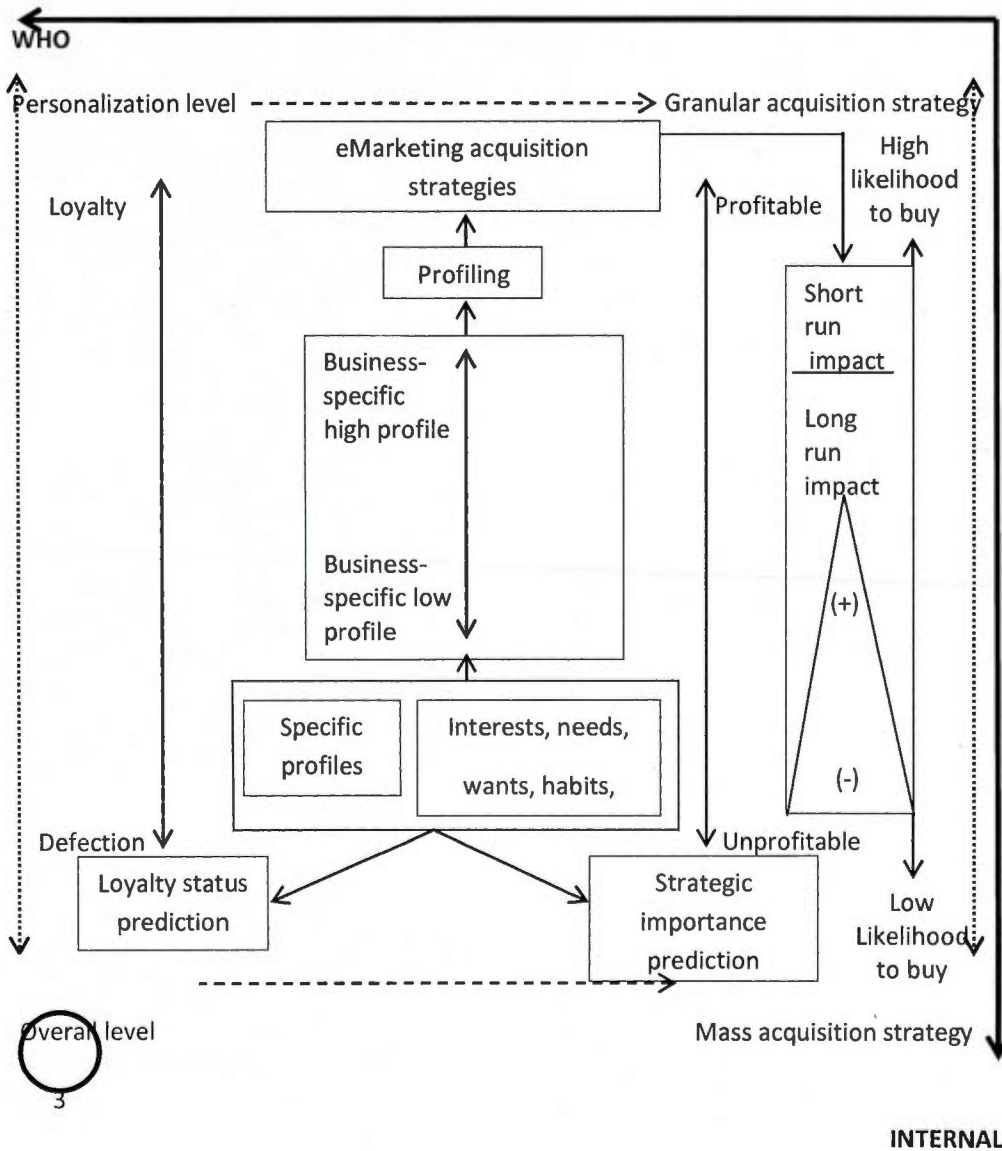 WHO
Personalization level
Granular acquisition strategy
eMarketing acquisition
strategies
High
likelihood
to buy
Loyalty
Profitable
Profiling
Short
run
impact
Business-
specific
high profile
Long
run
impact
Business-
specific low
profile
(+)
Specific
profiles
Interests, needs,
wants, habits,
(-)
Defection
Unprofitable
Loyalty status
prediction
Strategic
importance
prediction
Low
Likelihood
to buy
Overall level
Mass acquisition strategy
3
INTERNAL